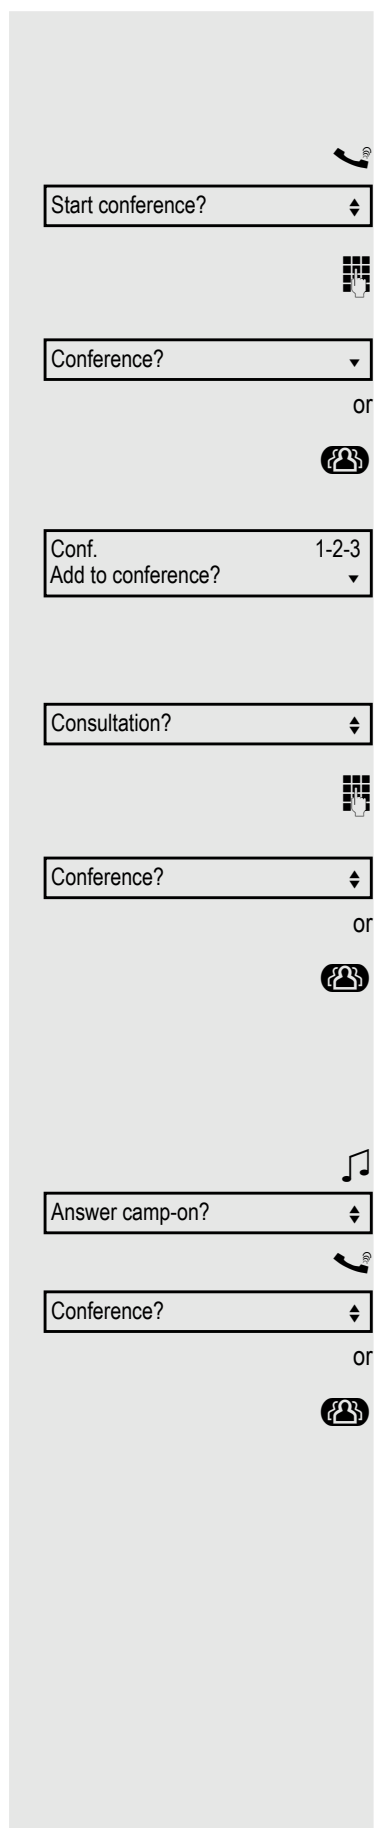 Start conference?
Conference?
or
Conf. 1-2-3
Add to conference?
Consultation?
Conference?
or
Answer camp-on?
Conference?
or